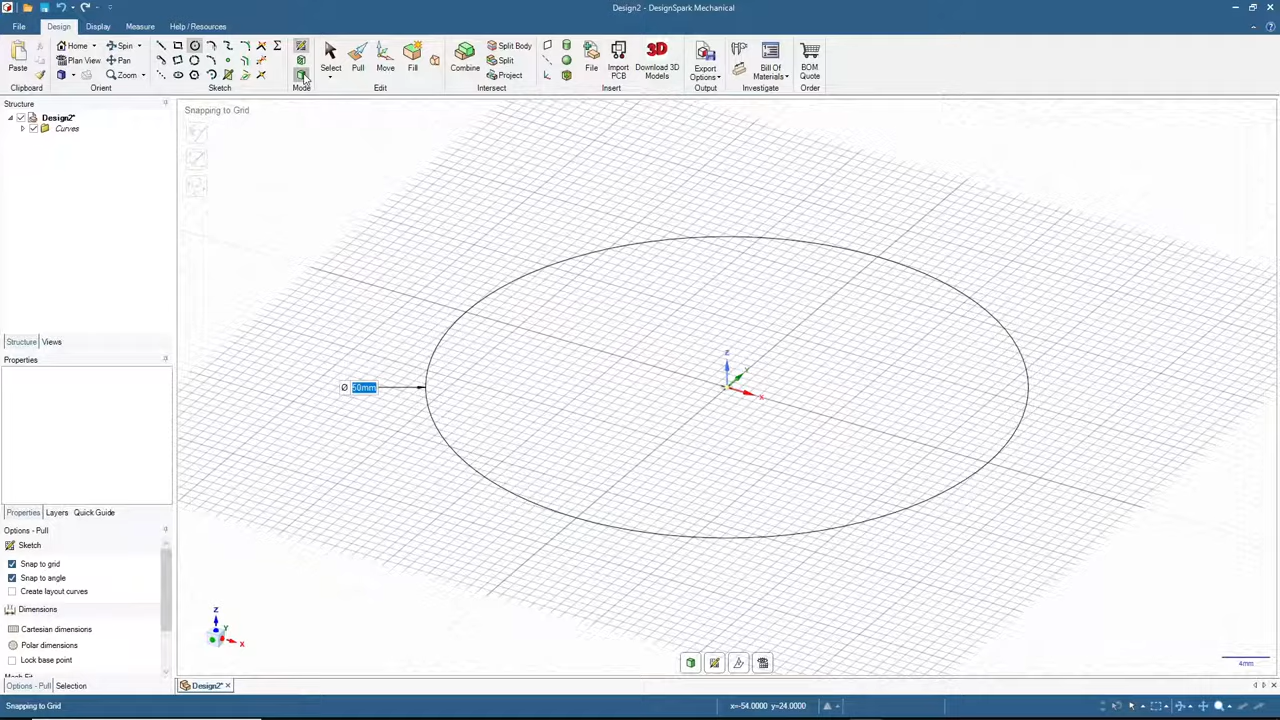 Design2 - DesignSpark Mechanical
File Design Display Measure Help / Resources
Paste
Home
Plan View
Spin
Pan
Zoom
Select
Pull
Move
Fill
Combine
Split Body
Split
Project
File
Import PCB
Download 3D Models
3D
Export Options
Bill Of Materials
BOM Quote
Clipboard Orient Sketch Mode Edit Intersect Insert Output Investigate Order
Structure
Design2*
Curves
Structure Views
Properties
Properties Layers Quick Guide
Options - Pull
Sketch
Snap to grid
Snap to angle
Create layout curves
Dimensions
Cartesian dimensions
Polar dimensions
Lock base point
Options - Pull Selection
Snapping to Grid
Ø 50mm
Z
Y
X
Z
Y
X
4mm
Design2*
Snapping to Grid
x=-54.0000 y=24.0000